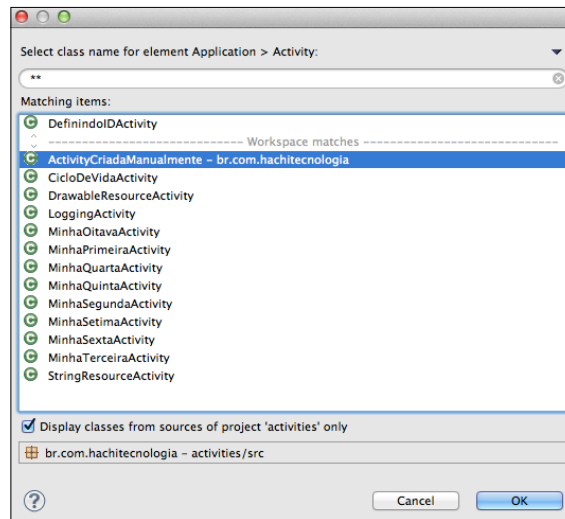 Select class name for element Application > Activity:
**
Matching items:
DefinindoIDActivity
Workspace matches
ActivityCriadaManualmente – br.com.hachitecnologia
CicloDeVidaActivity
DrawableResourceActivity
LoggingActivity
MinhaOitavaActivity
MinhaPrimeiraActivity
MinhaQuartaActivity
MinhaQuintaActivity
MinhaSegundaActivity
MinhaSetimaActivity
MinhaSextaActivity
MinhaTerceiraActivity
StringResourceActivity
Display classes from sources of project 'activities' only
br.com.hachitecnologia – activities/src
? Cancel OK